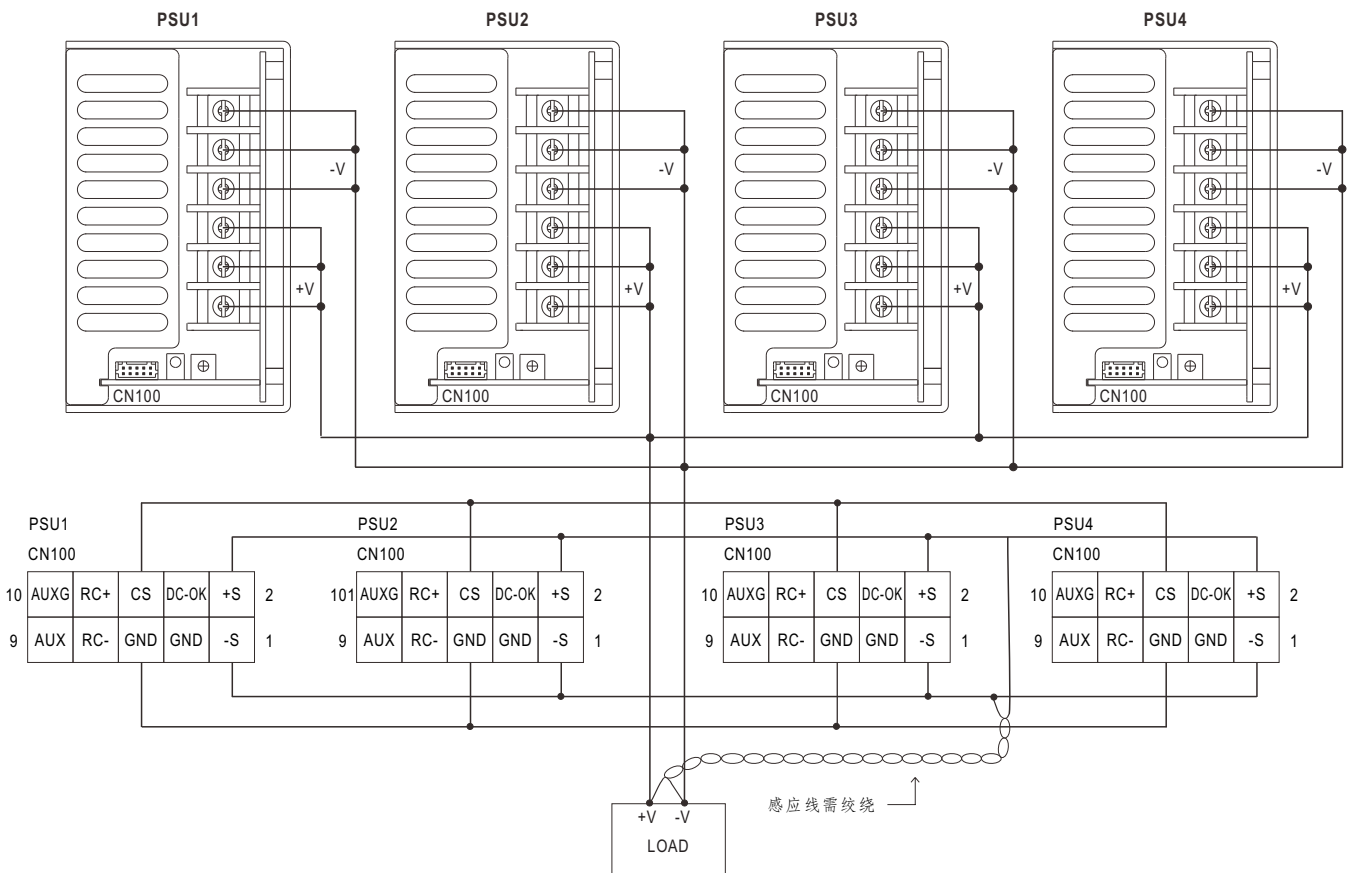 PSU1 PSU2 PSU3 PSU4
-V -V -V -V
+V +V +V +V
CN100 CN100 CN100 CN100
PSU1 PSU2 PSU3 PSU4
CN100 CN100 CN100 CN100
10 AUXG RC+ CS DC-OK +S 2 101 AUXG RC+ CS DC-OK +S 2 10 AUXG RC+ CS DC-OK +S 2 10 AUXG RC+ CS DC-OK +S 2
9 AUX RC- GND GND -S 1 9 AUX RC- GND GND -S 1 9 AUX RC- GND GND -S 1 9 AUX RC- GND GND -S 1
感应线需绞绕
+V -V
LOAD